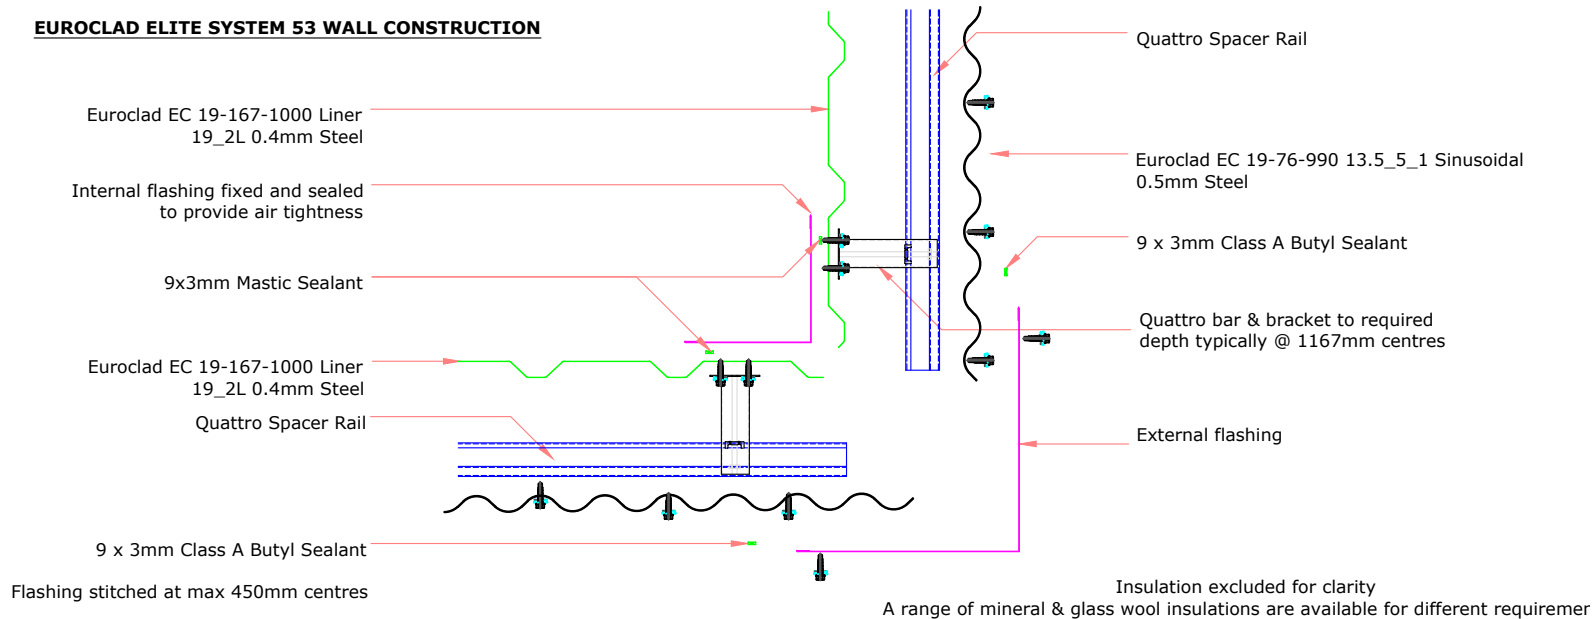 EUROCLAD ELITE SYSTEM 53 WALL CONSTRUCTION
Euroclad EC 19-167-1000 Liner
19_2L 0.4mm Steel
Internal flashing fixed and sealed
to provide air tightness
9x3mm Mastic Sealant
Euroclad EC 19-167-1000 Liner
19_2L 0.4mm Steel
Quattro Spacer Rail
9 x 3mm Class A Butyl Sealant
Flashing stitched at max 450mm centres
Quattro Spacer Rail
Euroclad EC 19-76-990 13.5_5_1 Sinusoidal
0.5mm Steel
9 x 3mm Class A Butyl Sealant
Quattro bar & bracket to required
depth typically @ 1167mm centres
External flashing
Insulation excluded for clarity
A range of mineral & glass wool insulations are available for different requiremen